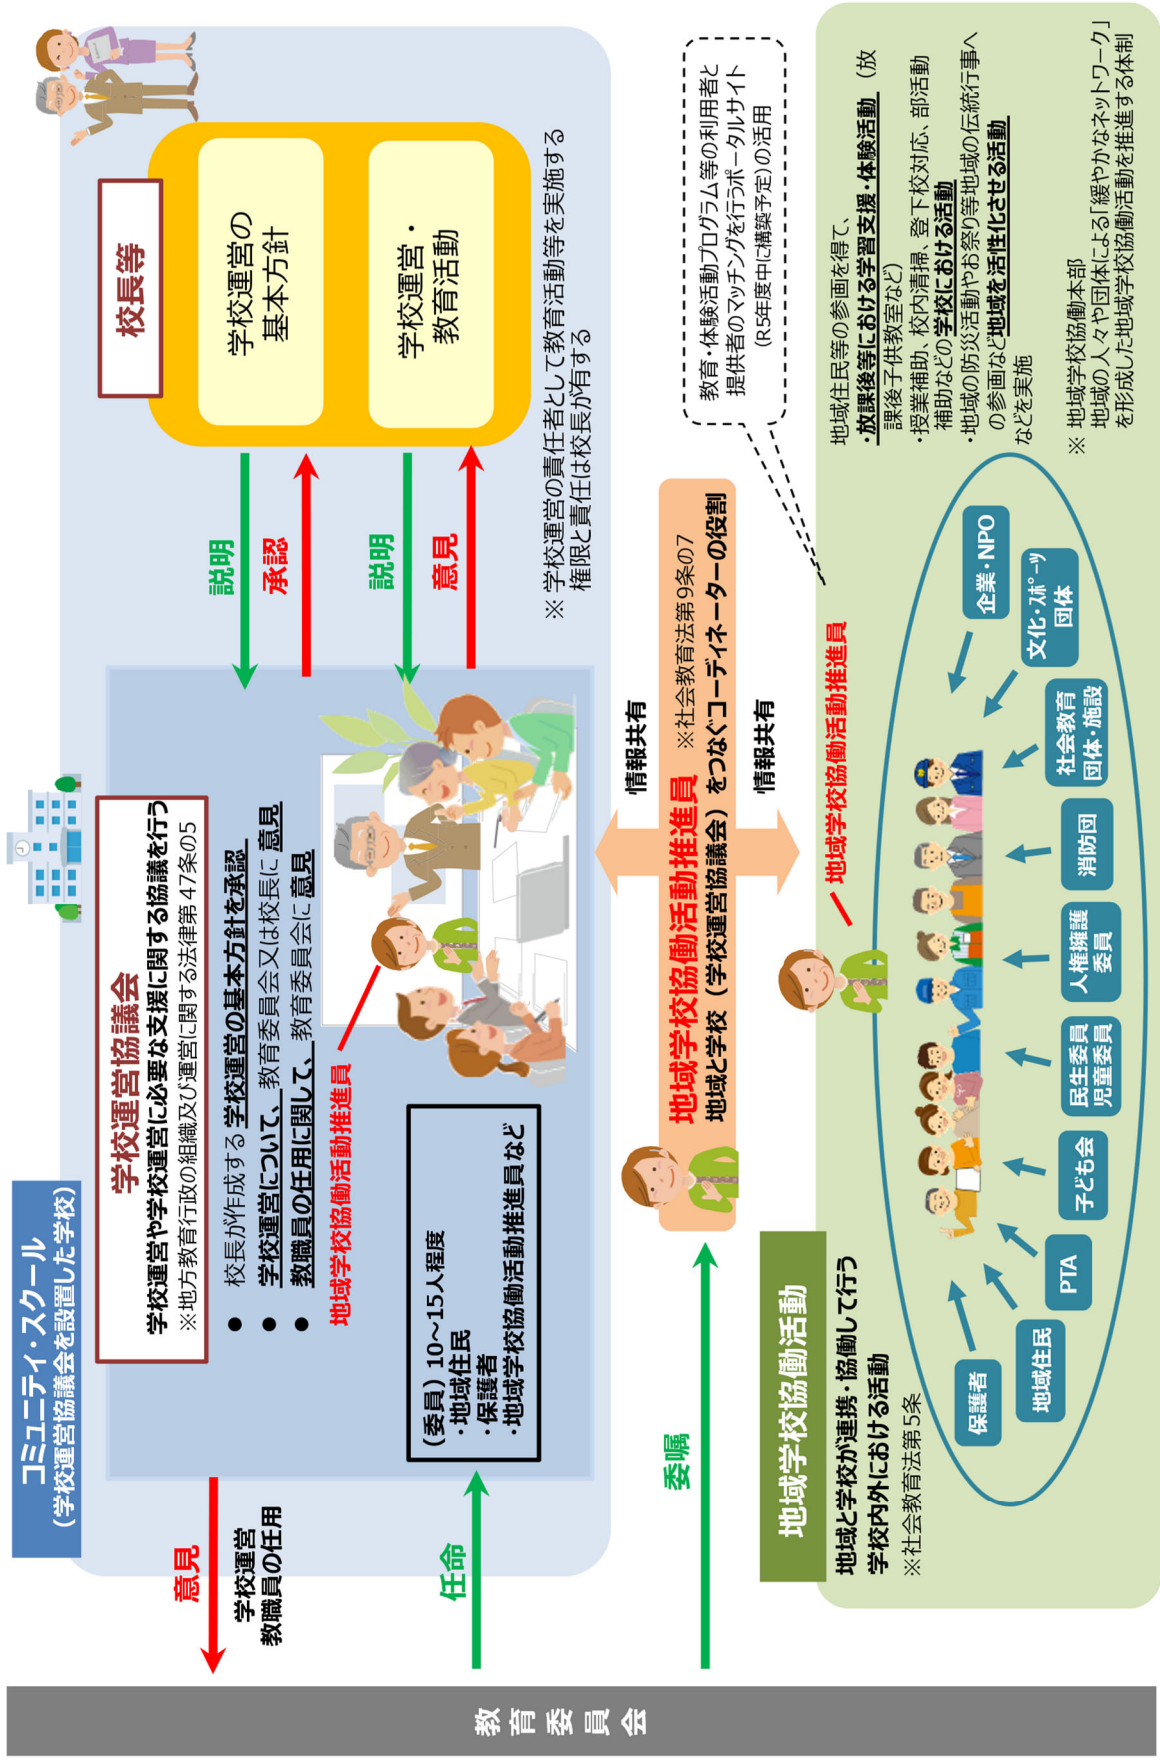 コミュニティ・スクール
(学校運営協議会を設置した学校)
学校運営協議会
学校運営や学校運営に必要な支援に関する協議を行う
※地方教育行政の組織及び運営に関する法律第47条の5
● 校長が作成する 学校運営の基本方針を承認
● 学校運営について、教育委員会又は校長に 意見
● 教職員の任用に関して、教育委員会に 意見
地域学校協働活動推進員
(委員) 10～15人程度
・地域住民
・保護者
・地域学校協働活動推進員など
意見
学校運営
教職員の任用
任命
委嘱
教育委員会
説明
承認
説明
意見
校長等
学校運営の
基本方針
学校運営・
教育活動
※ 学校運営の責任者として教育活動等を実施する
権限と責任は校長が有する
情報共有
地域学校協働活動推進員 ※社会教育法第9条の7
地域と学校（学校運営協議会）をつなぐコーディネーターの役割
情報共有
教育・体験活動プログラム等の利用者と
提供者のマッチングを行うポータルサイト
(R5年度中に構築予定)の活用
地域学校協働活動
地域と学校が連携・協働して行う
学校内外における活動
※社会教育法第5条
地域学校協働活動推進員
保護者
地域住民
PTA
子ども会
民生委員
児童委員
人権擁護
委員
消防団
社会教育
団体・施設
文化・スポーツ
団体
企業・NPO
地域住民等の参画を得て、
・放課後等における学習支援・体験活動（放
課後子供教室など）
・授業補助、校内清掃、登下校対応、部活動
補助などの学校における活動
・地域の防災活動やお祭り等地域の伝統行事へ
の参画など地域を活性化させる活動
などを実施
※ 地域学校協働本部
地域の人々や団体による「緩やかなネットワーク」
を形成した地域学校協働活動を推進する体制